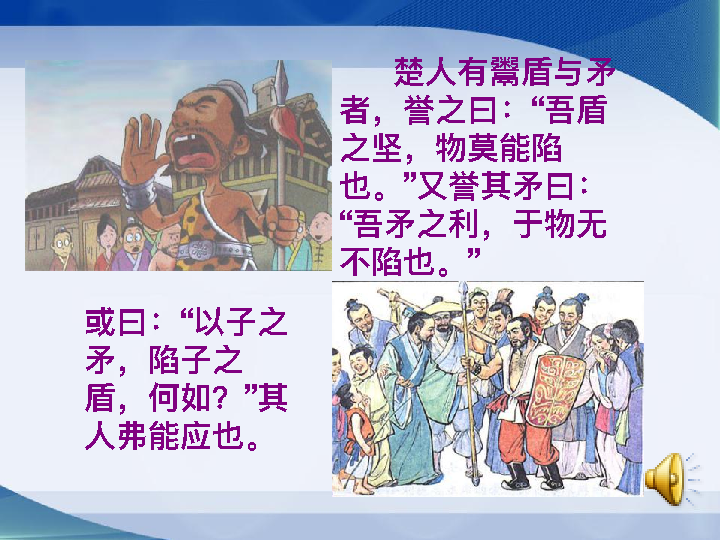 楚人有鬻盾与矛
者，誉之曰：“吾盾
之坚，物莫能陷
也。”又誉其矛曰：
“吾矛之利，于物无
不陷也。”
或曰：“以子之
矛，陷子之
盾，何如？”其
人弗能应也。